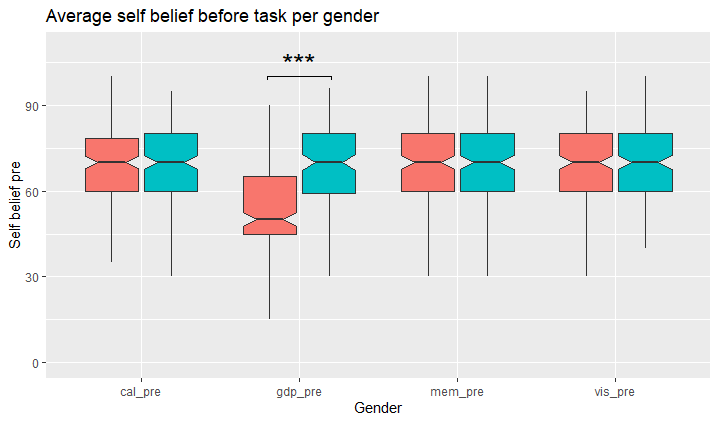 Average self belief before task per gender
***
Self belief pre
90
60
30
0
cal_pre
gdp_pre
mem_pre
vis_pre
Gender